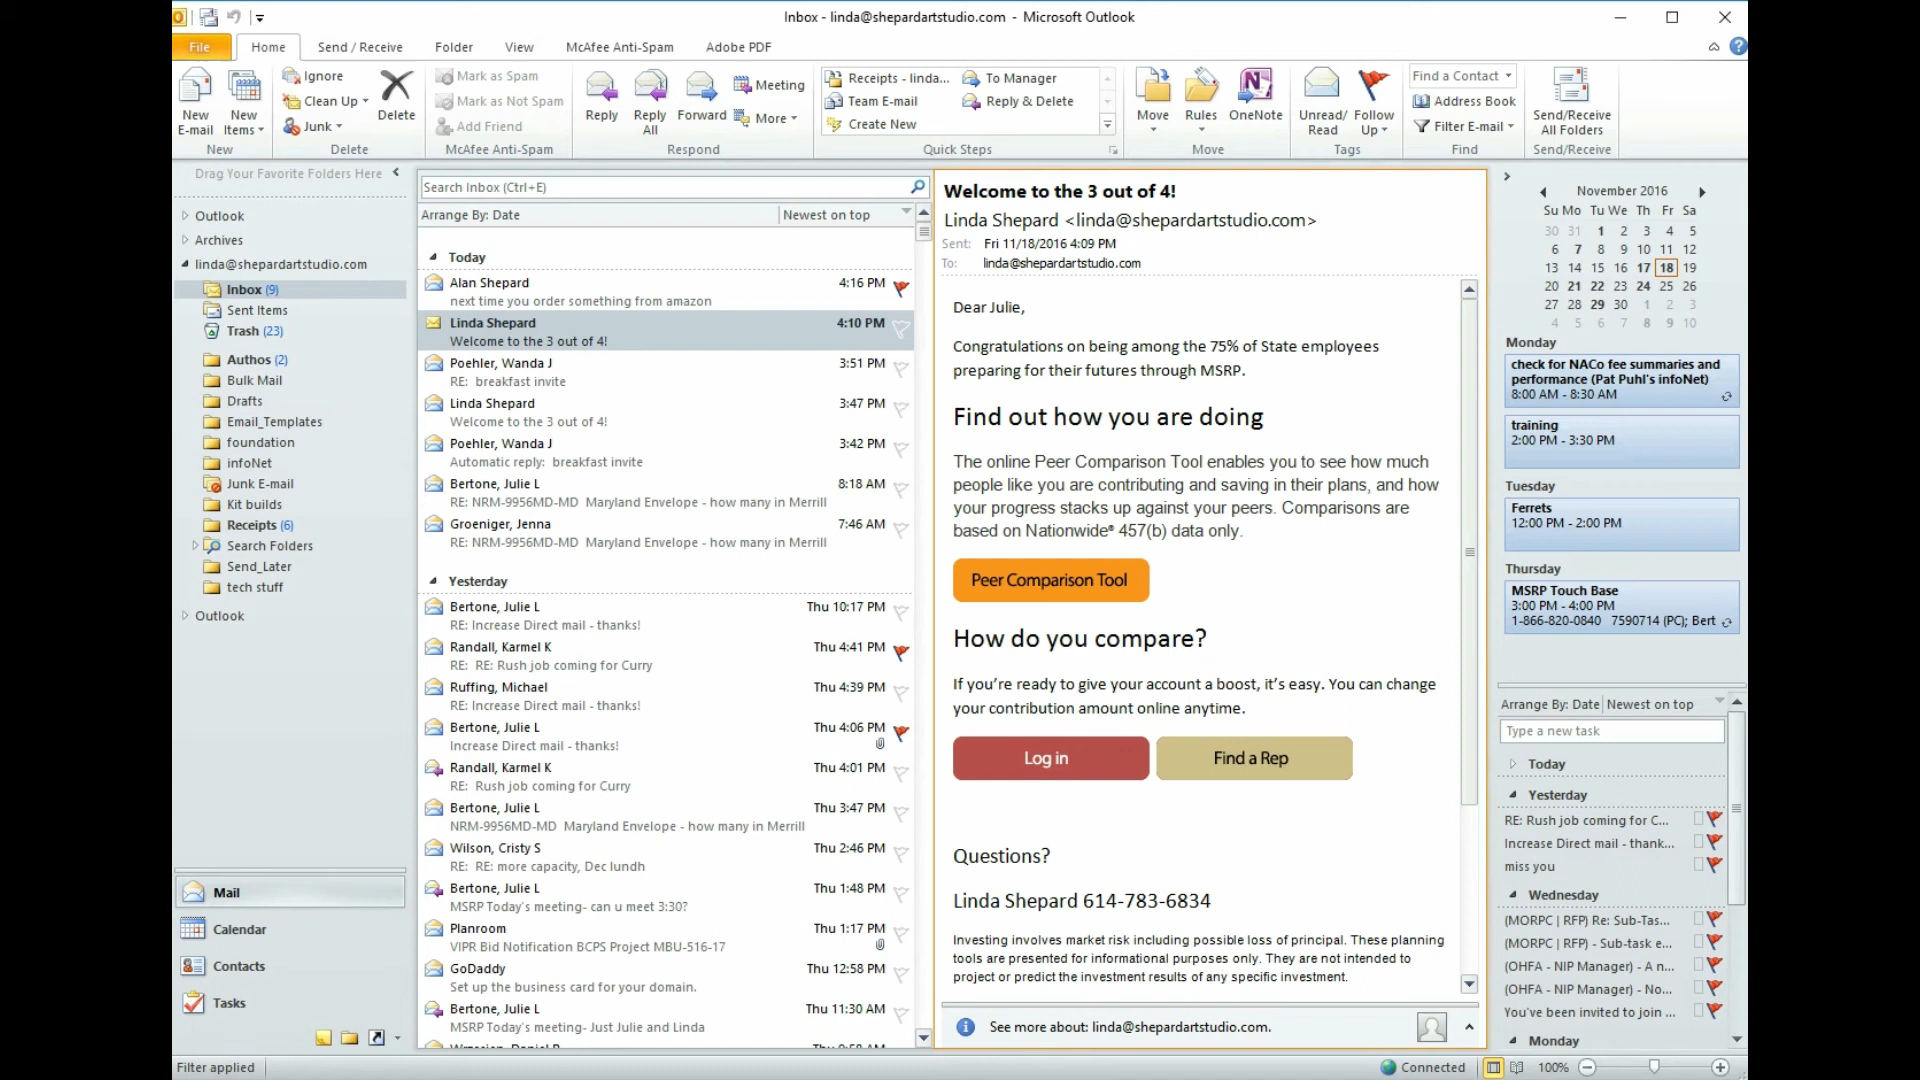 Inbox - linda@shepardartstudio.com - Microsoft Outlook
File Home Send / Receive Folder View McAfee Anti-Spam Adobe PDF
New E-mail
New Items
New
Ignore
Clean Up
Junk
Delete
Delete
Mark as Spam
Mark as Not Spam
Add Friend
McAfee Anti-Spam
Reply
Reply All
Forward
Meeting
More
Respond
Receipts - linda...
Team E-mail
Create New
To Manager
Reply & Delete
Quick Steps
Move
Rules
OneNote
Move
Unread/ Read
Follow Up
Tags
Find a Contact
Address Book
Filter E-mail
Find
Send/Receive All Folders
Send/Receive
Drag Your Favorite Folders Here
Outlook
Archives
linda@shepardartstudio.com
Inbox (9)
Sent Items
Trash (23)
Authos (2)
Bulk Mail
Drafts
Email_Templates
foundation
infoNet
Junk E-mail
Kit builds
Receipts (6)
Search Folders
Send_Later
tech stuff
Outlook
Mail
Calendar
Contacts
Tasks
Filter applied
Search Inbox (Ctrl+E)
Arrange By: Date Newest on top
Today
Alan Shepard 4:16 PM
next time you order something from amazon
Linda Shepard 4:10 PM
Welcome to the 3 out of 4!
Poehler, Wanda J 3:51 PM
RE: breakfast invite
Linda Shepard 3:47 PM
Welcome to the 3 out of 4!
Poehler, Wanda J 3:42 PM
Automatic reply: breakfast invite
Bertone, Julie L 8:18 AM
RE: NRM-9956MD-MD Maryland Envelope - how many in Merrill
Groeniger, Jenna 7:46 AM
RE: NRM-9956MD-MD Maryland Envelope - how many in Merrill
Yesterday
Bertone, Julie L Thu 10:17 PM
RE: Increase Direct mail - thanks!
Randall, Karmel K Thu 4:41 PM
RE: RE: Rush job coming for Curry
Ruffing, Michael Thu 4:39 PM
RE: Increase Direct mail - thanks!
Bertone, Julie L Thu 4:06 PM
Increase Direct mail - thanks!
Randall, Karmel K Thu 4:01 PM
RE: Rush job coming for Curry
Bertone, Julie L Thu 3:47 PM
NRM-9956MD-MD Maryland Envelope - how many in Merrill
Wilson, Cristy S Thu 2:46 PM
RE: RE: more capacity, Dec lundh
Bertone, Julie L Thu 1:48 PM
MSRP Today's meeting- can u meet 3:30?
Planroom Thu 1:17 PM
VIPR Bid Notification BCPS Project MBU-516-17
GoDaddy Thu 12:58 PM
Set up the business card for your domain.
Bertone, Julie L Thu 11:30 AM
MSRP Today's meeting- Just Julie and Linda
Welcome to the 3 out of 4!
Linda Shepard <linda@shepardartstudio.com>
Sent: Fri 11/18/2016 4:09 PM
To: linda@shepardartstudio.com
Dear Julie,
Congratulations on being among the 75% of State employees
preparing for their futures through MSRP.
Find out how you are doing
The online Peer Comparison Tool enables you to see how much
people like you are contributing and saving in their plans, and how
your progress stacks up against your peers. Comparisons are
based on Nationwide® 457(b) data only.
Peer Comparison Tool
How do you compare?
If you're ready to give your account a boost, it's easy. You can change
your contribution amount online anytime.
Log in Find a Rep
Questions?
Linda Shepard 614-783-6834
Investing involves market risk including possible loss of principal. These planning
tools are presented for informational purposes only. They are not intended to
project or predict the investment results of any specific investment.
See more about: linda@shepardartstudio.com.
November 2016
Su Mo Tu We Th Fr Sa
30 31 1 2 3 4 5
6 7 8 9 10 11 12
13 14 15 16 17 18 19
20 21 22 23 24 25 26
27 28 29 30 1 2 3
4 5 6 7 8 9 10
Monday
check for NACo fee summaries and
performance (Pat Puhl's infoNet)
8:00 AM - 8:30 AM
training
2:00 PM - 3:30 PM
Tuesday
Ferrets
12:00 PM - 2:00 PM
Thursday
MSRP Touch Base
3:00 PM - 4:00 PM
1-866-820-0840 7590714 (PC); Bert
Arrange By: Date Newest on top
Type a new task
Today
Yesterday
RE: Rush job coming for C...
Increase Direct mail - thank...
miss you
Wednesday
(MORPC | RFP) Re: Sub-Tas...
(MORPC | RFP) - Sub-task e...
(OHFA - NIP Manager) - A n...
(OHFA - NIP Manager) - No...
You've been invited to join ...
Monday
Connected 100%